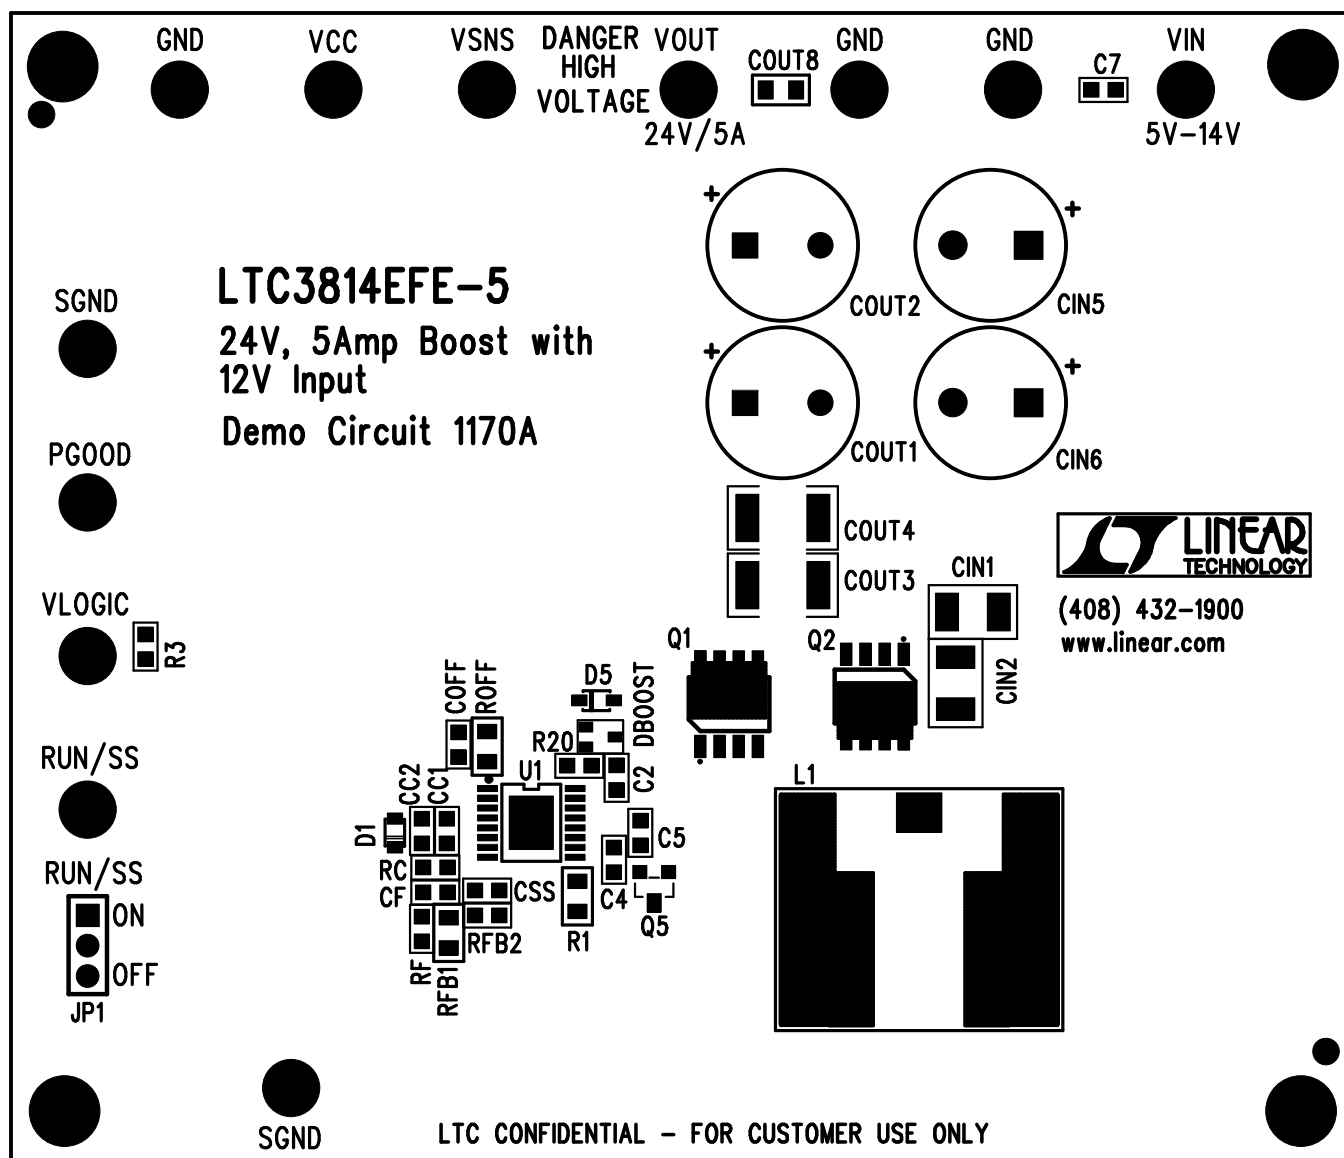 GND
VCC
VSNS
DANGER
HIGH
VOLTAGE
VOUT
24V/5A
COUT8
GND
GND
C7
VIN
5V-14V
+
+
COUT2
CIN5
+
+
COUT1
CIN6
SGND
LTC3814EFE-5
24V, 5Amp Boost with
12V Input
Demo Circuit 1170A
PGOOD
COUT4
COUT3
CIN1
CIN2
LINEAR
TECHNOLOGY
(408) 432-1900
www.linear.com
VLOGIC
R3
Q1
Q2
COFF
ROFF
D5
DBOOST
R20
U1
C2
RUN/SS
CC2
CC1
D1
C5
L1
RC
CF
CSS
C4
Q5
RFB2
R1
RF
RFB1
RUN/SS
ON
OFF
JP1
SGND
LTC CONFIDENTIAL - FOR CUSTOMER USE ONLY